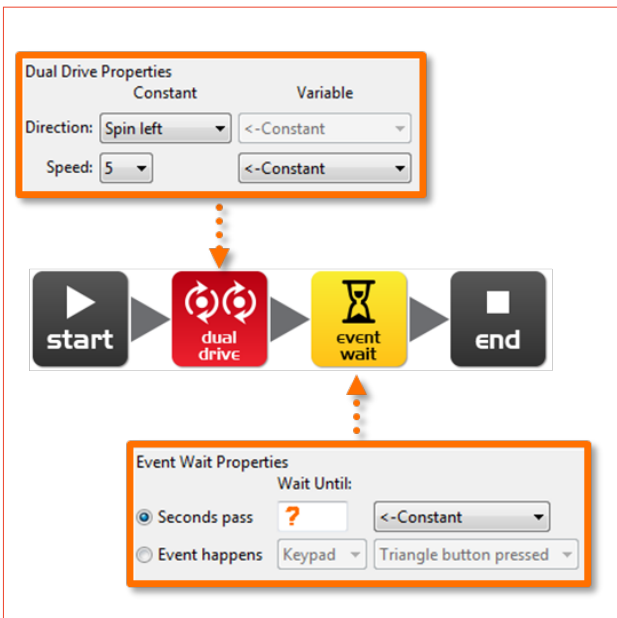 Dual Drive Properties
Constant Variable
Direction: Spin left <-Constant
Speed: 5 <-Constant
start
dual
drive
event
wait
end
Event Wait Properties
Wait Until:
Seconds pass ? <-Constant
Event happens Keypad Triangle button pressed